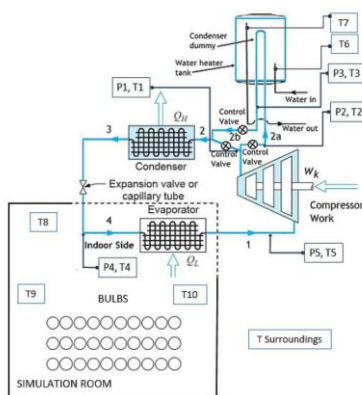 T7
Condenser
dummy
T6
Water heater
tank
P3, T3
P1, T1
Water in
P2, T2
Control
Valve
Q_H
Water out
3
2
2b
2a
Control
Valve
Control
Valve
Condenser
W_k
Expansion valve or
capillary tube
Compressor
Work
Evaporator
T8
4
Indoor Side
1
Q_L
P4, T4
P5, T5
T9
T10
BULBS
T Surroundings
SIMULATION ROOM